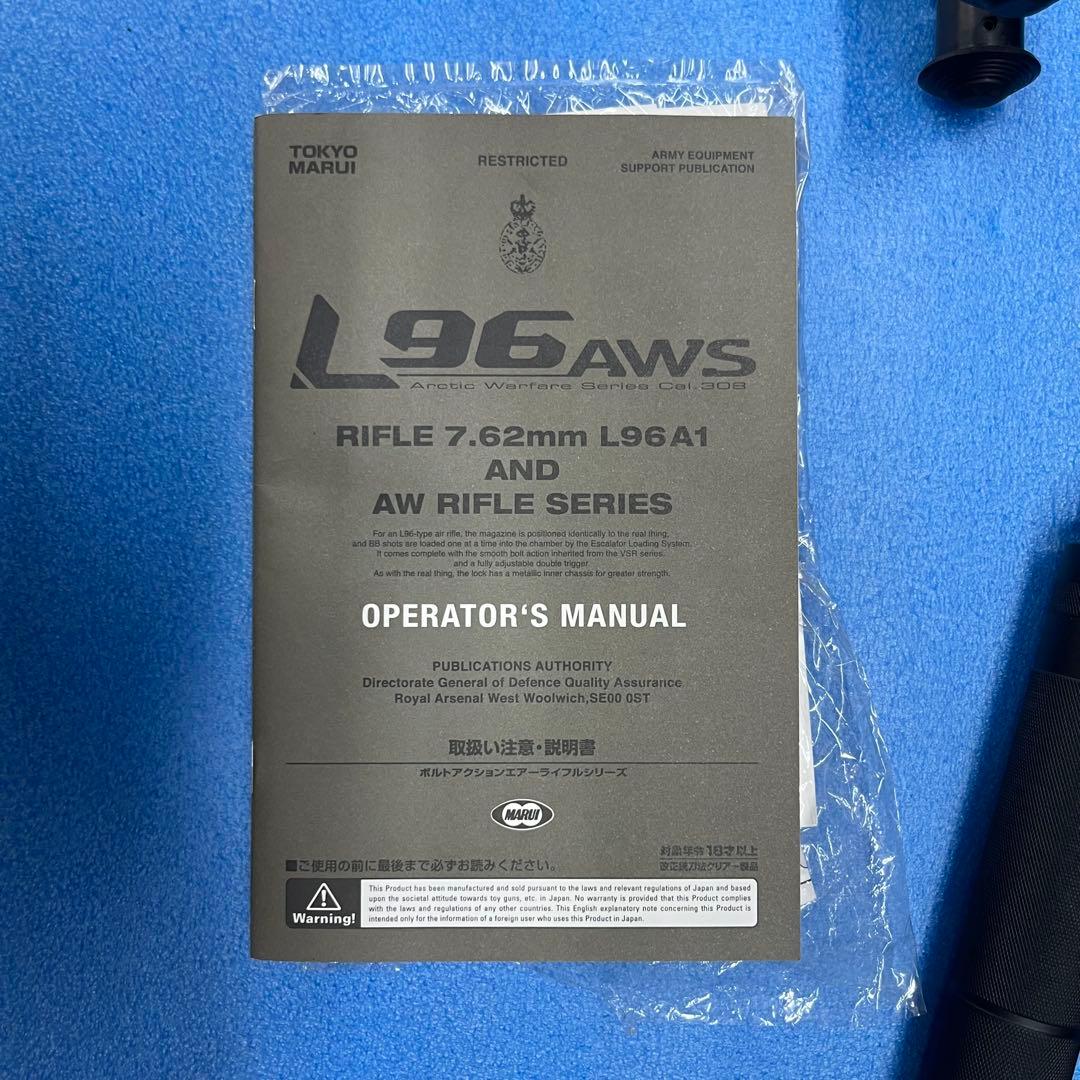 TOKYO
MARUI
RESTRICTED
ARMY EQUIPMENT
SUPPORT PUBLICATION
L96AWS
Arctic Warfare Series Cal.308
RIFLE 7.62mm L96A1
AND
AW RIFLE SERIES
For an L96-type air rifle, the magazine is positioned identically to the real thing,
and BB shots are loaded one at a time into the chamber by the Escalator Loading System.
It comes complete with the smooth bolt action inherited from the VSR series.
and a fully adjustable double trigger.
As with the real thing, the lock has a metallic inner chassis for greater strength.
OPERATOR‘S MANUAL
PUBLICATIONS AUTHORITY
Directorate General of Defence Quality Assurance
Royal Arsenal West Woolwich,SE00 0ST
取扱い注意・説明書
ボルトアクションエアーライフルシリーズ
MARUI
■ご使用の前に最後まで必ずお読みください。
対象年令18才以上
改正銃刀法クリアー製品
Warning!
This Product has been manufactured and sold pursuant to the laws and relevant regulations of Japan and based
upon the societal attitude towards toy guns, etc. in Japan. No warranty is provided that this Product complies
with the laws and regulations of any other countries. This English explanatory note concerning this Product is
intended only for the information of a foreign user who uses this Product in Japan.